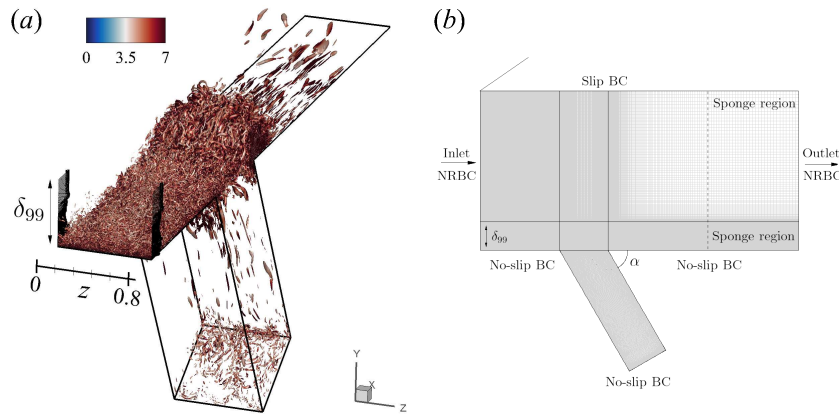 (a)
0 3.5 7
δ99
0 z 0.8
Y
X
Z
(b)
Slip BC
Sponge region
Inlet
NRBC
Outlet
NRBC
δ99
Sponge region
No-slip BC
α
No-slip BC
No-slip BC